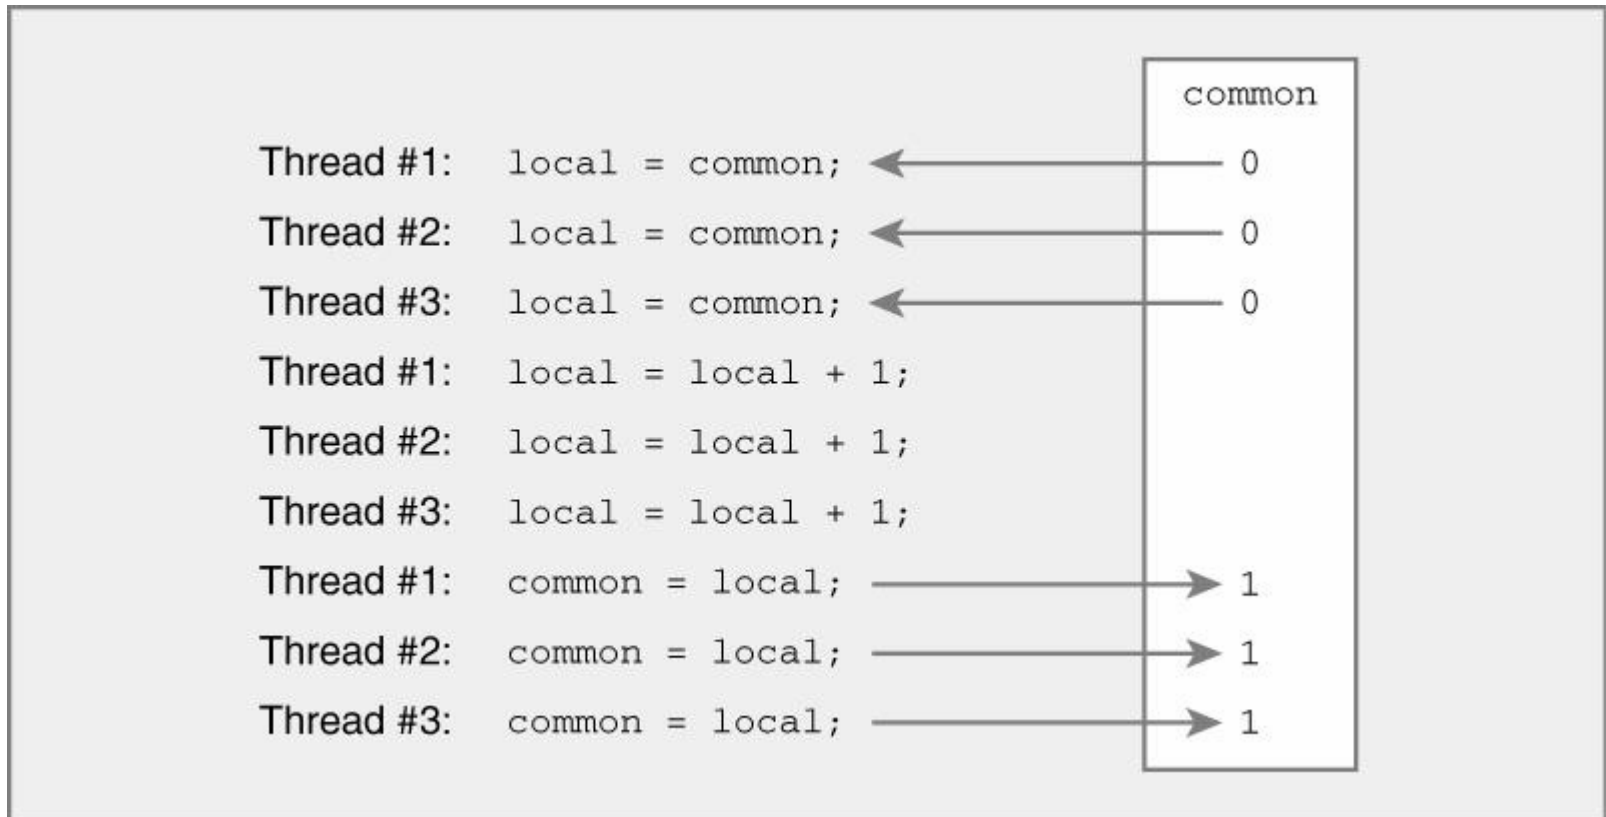 common
Thread #1: local = common; 0
Thread #2: local = common; 0
Thread #3: local = common; 0
Thread #1: local = local + 1;
Thread #2: local = local + 1;
Thread #3: local = local + 1;
Thread #1: common = local; 1
Thread #2: common = local; 1
Thread #3: common = local; 1